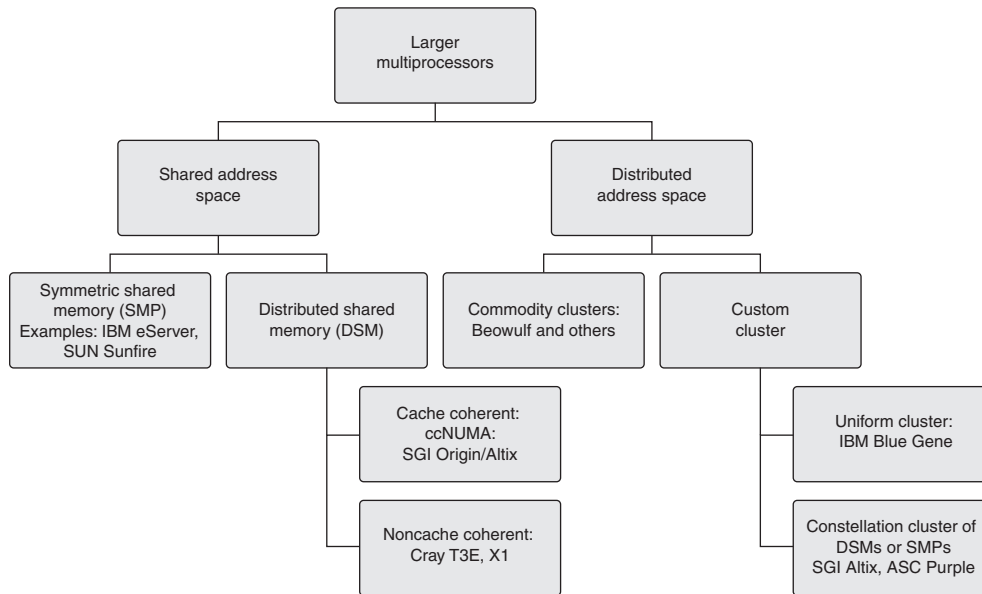 Larger
multiprocessors
Shared address
space
Distributed
address space
Symmetric shared
memory (SMP)
Examples: IBM eServer,
SUN Sunfire
Distributed shared
memory (DSM)
Commodity clusters:
Beowulf and others
Custom
cluster
Cache coherent:
ccNUMA:
SGI Origin/Altix
Uniform cluster:
IBM Blue Gene
Noncache coherent:
Cray T3E, X1
Constellation cluster of
DSMs or SMPs
SGI Altix, ASC Purple